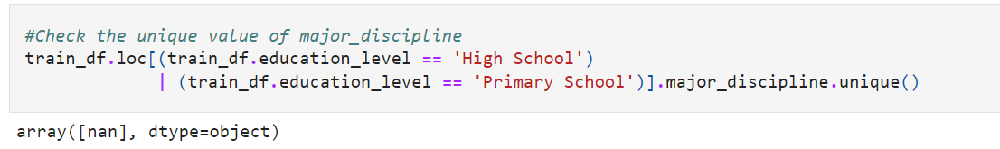 #Check the unique value of major_discipline
train_df.loc[(train_df.education_level == 'High School')
| (train_df.education_level == 'Primary School')].major_discipline.unique()
array([nan], dtype=object)